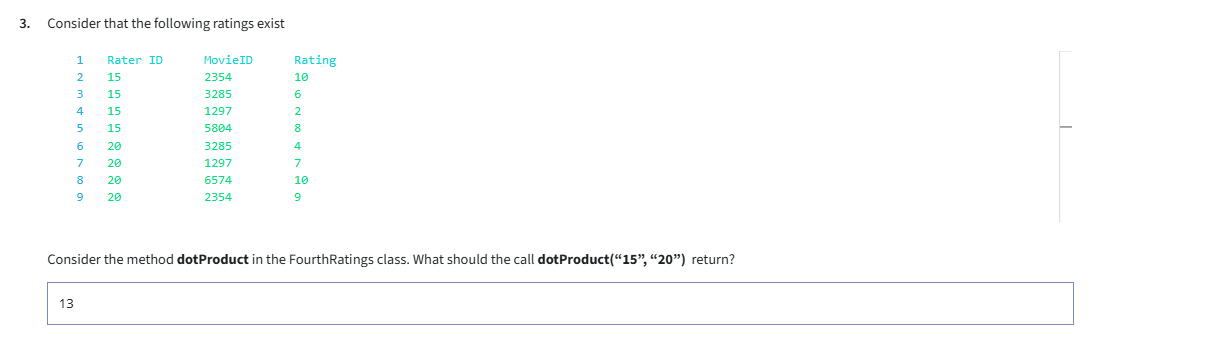 3. Consider that the following ratings exist
1 Rater ID MovieID Rating
2 15 2354 10
3 15 3285 6
4 15 1297 2
5 15 5804 8
6 20 3285 4
7 20 1297 7
8 20 6574 10
9 20 2354 9
Consider the method dotProduct in the FourthRatings class. What should the call dotProduct(“15”, “20”) return?
13